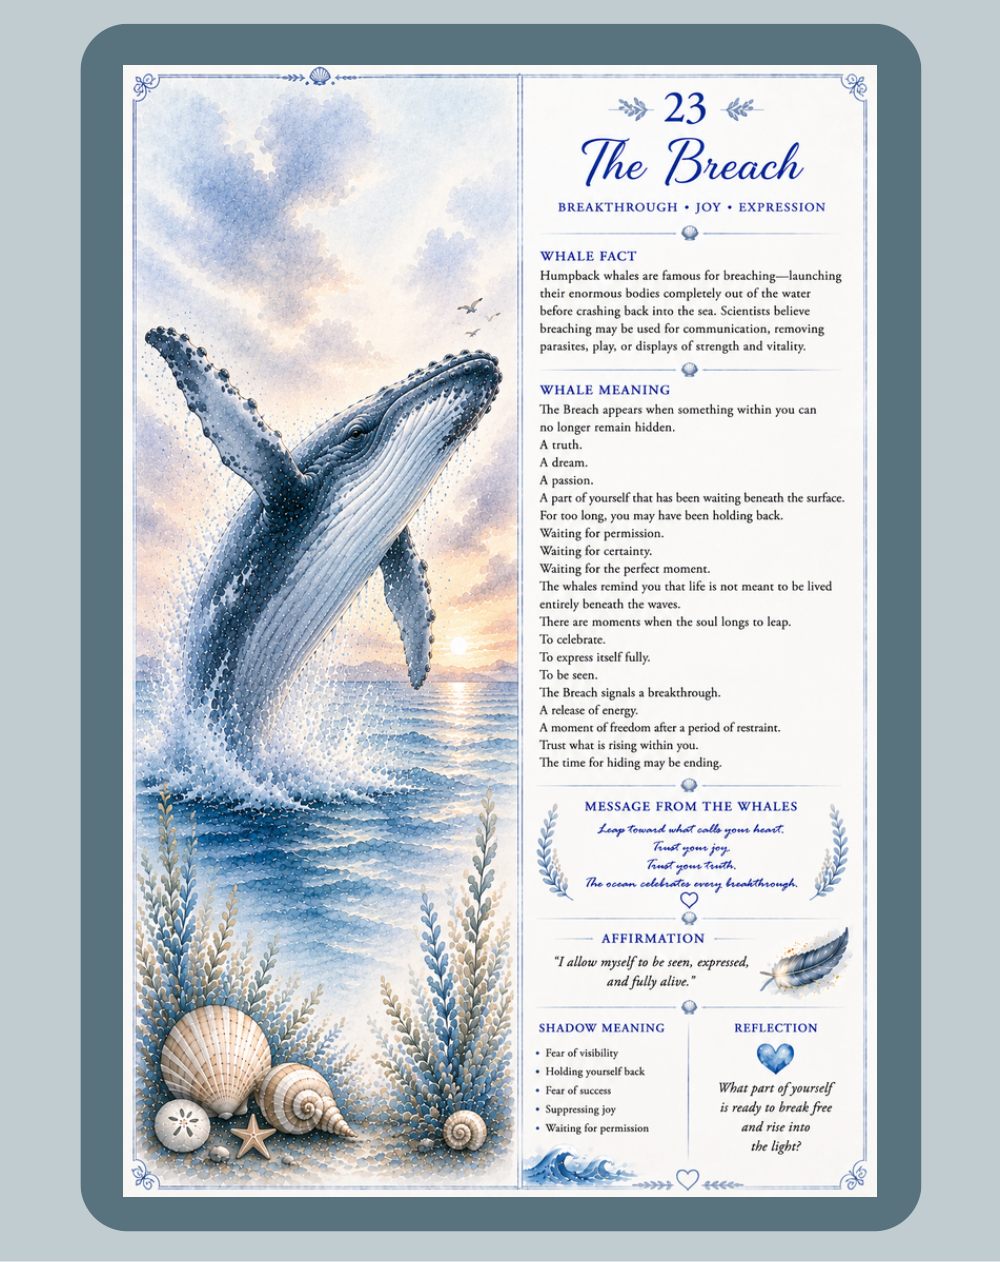 23
The Breach
BREAKTHROUGH • JOY • EXPRESSION
WHALE FACT
Humpback whales are famous for breaching—launching
their enormous bodies completely out of the water
before crashing back into the sea. Scientists believe
breaching may be used for communication, removing
parasites, play, or displays of strength and vitality.
WHALE MEANING
The Breach appears when something within you can
no longer remain hidden.
A truth.
A dream.
A passion.
A part of yourself that has been waiting beneath the surface.
For too long, you may have been holding back.
Waiting for permission.
Waiting for certainty.
Waiting for the perfect moment.
The whales remind you that life is not meant to be lived
entirely beneath the waves.
There are moments when the soul longs to leap.
To celebrate.
To express itself fully.
To be seen.
The Breach signals a breakthrough.
A release of energy.
A moment of freedom after a period of restraint.
Trust what is rising within you.
The time for hiding may be ending.
MESSAGE FROM THE WHALES
Leap toward what calls your heart.
Trust your joy.
Trust your truth.
The ocean celebrates every breakthrough.
AFFIRMATION
“I allow myself to be seen, expressed,
and fully alive.”
SHADOW MEANING
• Fear of visibility
• Holding yourself back
• Fear of success
• Suppressing joy
• Waiting for permission
REFLECTION
What part of yourself
is ready to break free
and rise into
the light?